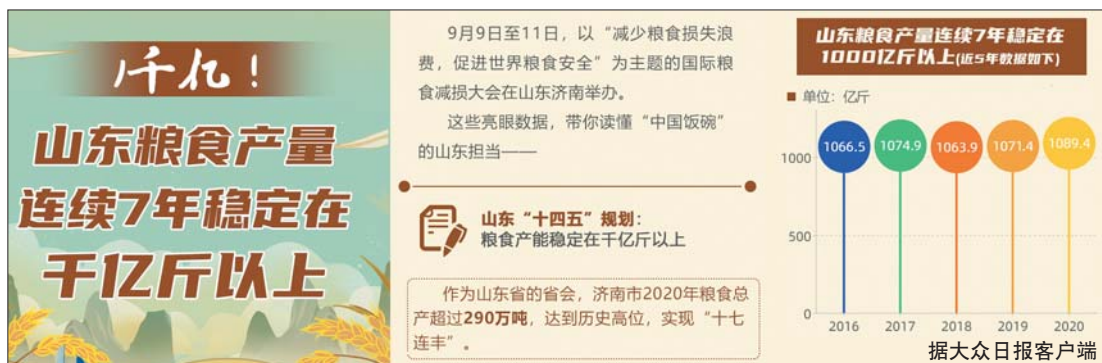 千亿！
山东粮食产量
连续7年稳定在
千亿斤以上
9月9日至11日，以“减少粮食损失浪
费，促进世界粮食安全”为主题的国际粮
食减损大会在山东济南举办。
这些亮眼数据，带你读懂“中国饭碗”
的山东担当——
山东“十四五”规划：
粮食产能稳定在千亿斤以上
作为山东省的省会，济南市2020年粮食总
产超过290万吨，达到历史高位，实现“十七
连丰”。
山东粮食产量连续7年稳定在
1000亿斤以上(近5年数据如下)
单位：亿斤
1066.5 1074.9 1063.9 1071.4 1089.4
1000
500
0
2016 2017 2018 2019 2020
据大众日报客户端